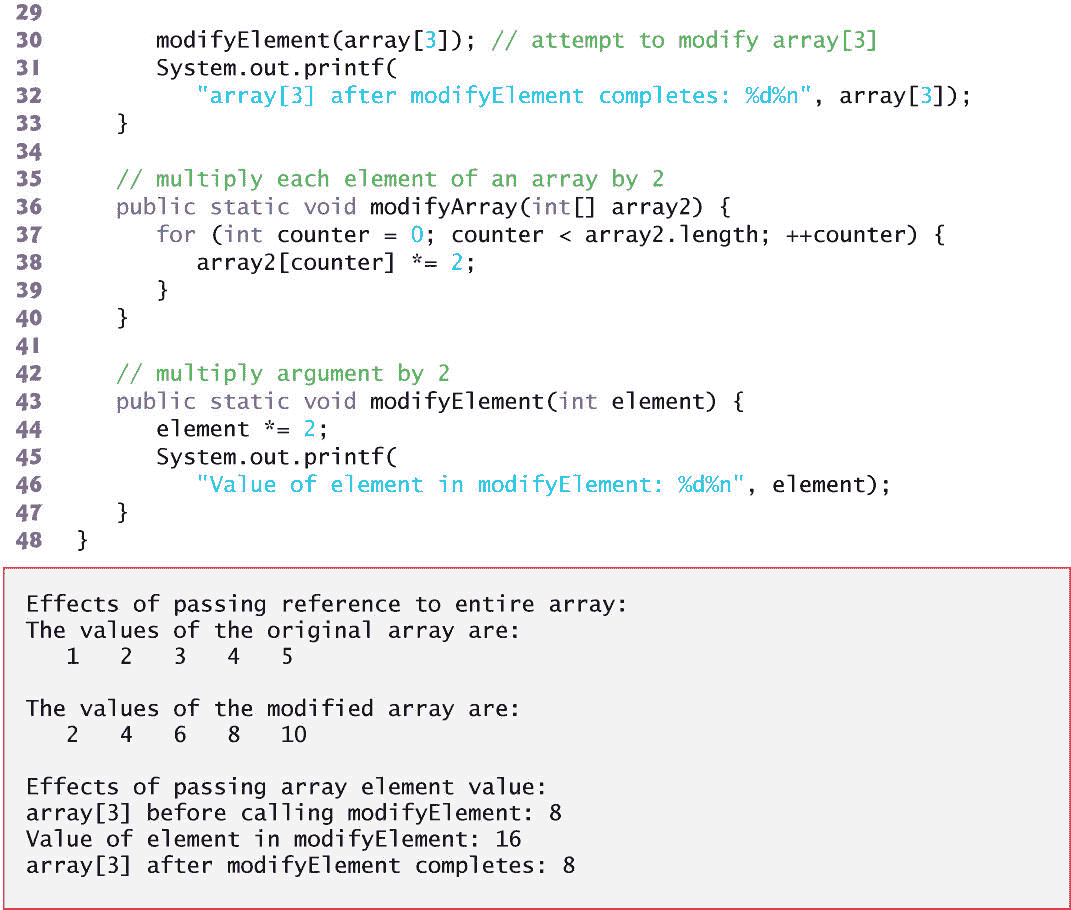 29
30 modifyElement(array[3]); // attempt to modify array[3]
31 System.out.printf(
32 "array[3] after modifyElement completes: %d%n", array[3]);
33 }
34
35 // multiply each element of an array by 2
36 public static void modifyArray(int[] array2) {
37 for (int counter = 0; counter < array2.length; ++counter) {
38 array2[counter] *= 2;
39 }
40 }
41
42 // multiply argument by 2
43 public static void modifyElement(int element) {
44 element *= 2;
45 System.out.printf(
46 "Value of element in modifyElement: %d%n", element);
47 }
48 }
Effects of passing reference to entire array:
The values of the original array are:
1 2 3 4 5
The values of the modified array are:
2 4 6 8 10
Effects of passing array element value:
array[3] before calling modifyElement: 8
Value of element in modifyElement: 16
array[3] after modifyElement completes: 8